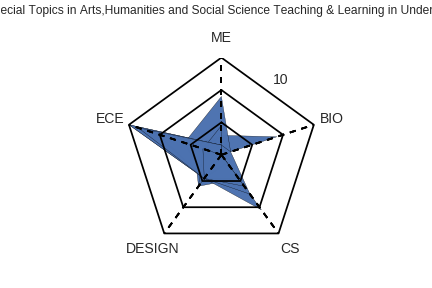 ecial Topics in Arts,Humanities and Social Science Teaching & Learning in Under
ME
10
ECE
BIO
DESIGN
CS